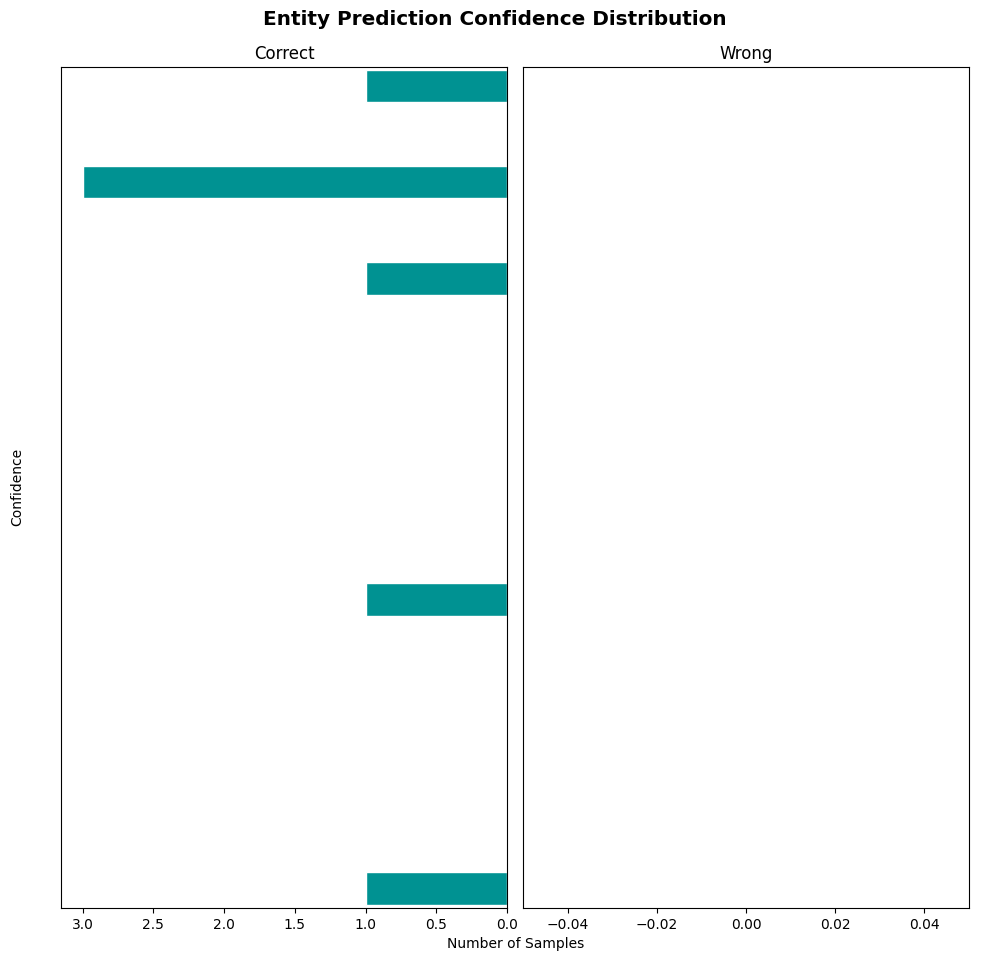 Entity Prediction Confidence Distribution
Correct
Wrong
Confidence
3.0 2.5 2.0 1.5 1.0 0.5 0.0
−0.04 −0.02 0.00 0.02 0.04
Number of Samples